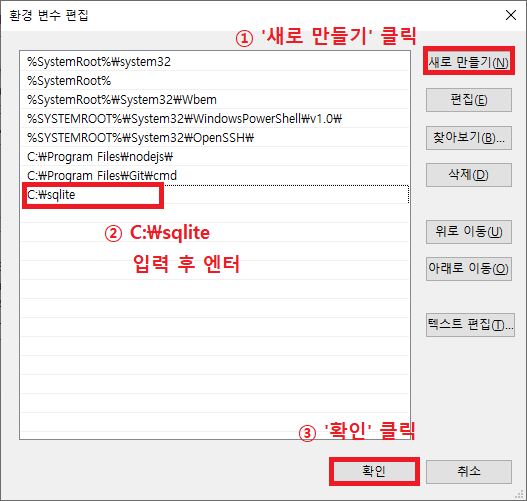 환경 변수 편집
① '새로 만들기' 클릭
%SystemRoot%₩system32
%SystemRoot%
%SystemRoot%₩System32₩Wbem
%SYSTEMROOT%₩System32₩WindowsPowerShell₩v1.0₩
%SYSTEMROOT%₩System32₩OpenSSH₩
C:₩Program Files₩nodejs₩
C:₩Program Files₩Git₩cmd
C:₩sqlite
② C:₩sqlite
입력 후 엔터
새로 만들기(N)
편집(E)
찾아보기(B)...
삭제(D)
위로 이동(U)
아래로 이동(O)
텍스트 편집(T)...
③ '확인' 클릭
확인
취소